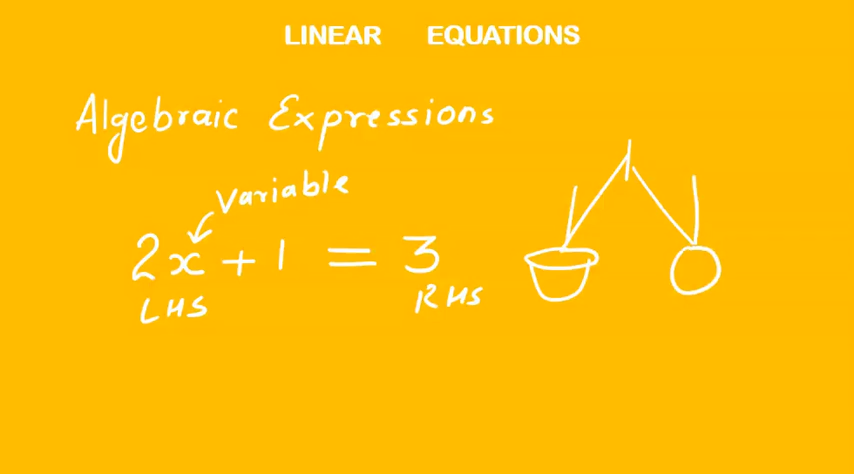 LINEAR EQUATIONS
Algebraic Expressions
Variable
2x + 1 = 3
LHS RHS